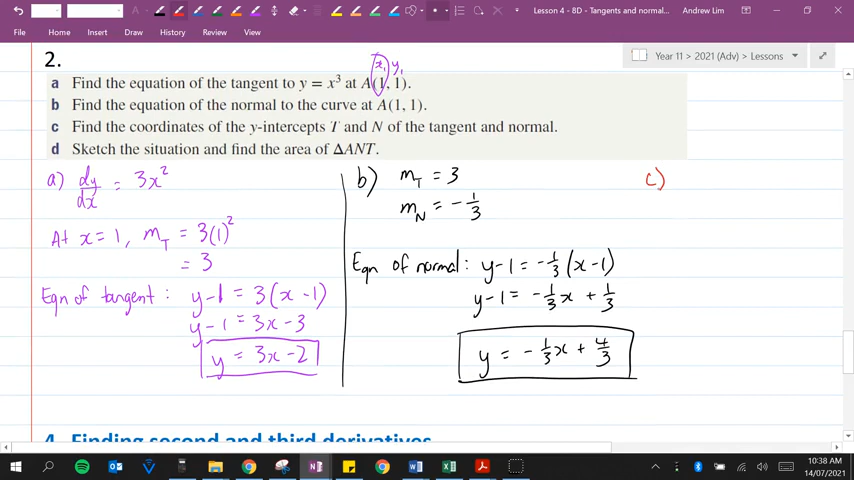 Lesson 4 - 8D - Tangents and normal... Andrew Lim
File Home Insert Draw History Review View
Year 11 > 2021 (Adv) > Lessons
2.
x₁ y₁
a Find the equation of the tangent to y = x³ at A(1, 1).
b Find the equation of the normal to the curve at A(1, 1).
c Find the coordinates of the y-intercepts T and N of the tangent and normal.
d Sketch the situation and find the area of ΔANT.
a) dy/dx = 3x²
At x = 1, m_T = 3(1)²
= 3
Eqn of tangent : y-1 = 3(x-1)
y-1 = 3x-3
y = 3x-2
b) m_T = 3
m_N = -1/3
Eqn of normal: y-1 = -1/3(x-1)
y-1 = -1/3x + 1/3
y = -1/3x + 4/3
c)
4 Finding second and third derivatives
10:38 AM
14/07/2021